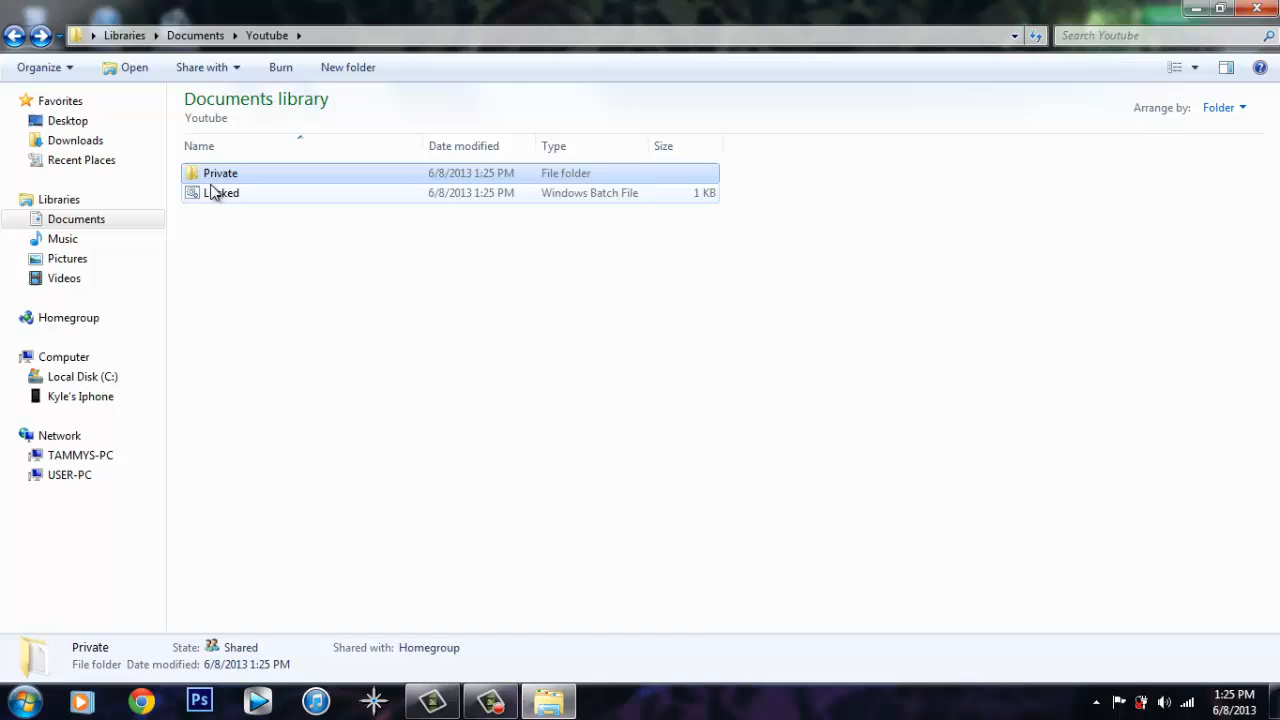 Libraries Documents Youtube Search Youtube
Organize Open Share with Burn New folder
Documents library
Youtube
Arrange by: Folder
Name Date modified Type Size
Private 6/8/2013 1:25 PM File folder
6/8/2013 1:25 PM Windows Batch File 1 KB
Favorites
Desktop
Downloads
Recent Places
Libraries
Documents
Music
Pictures
Videos
Homegroup
Computer
Local Disk (C:)
Kyle's Iphone
Network
TAMMYS-PC
USER-PC
Private State: Shared Shared with: Homegroup
File folder Date modified: 6/8/2013 1:25 PM
Ps
1:25 PM
6/8/2013